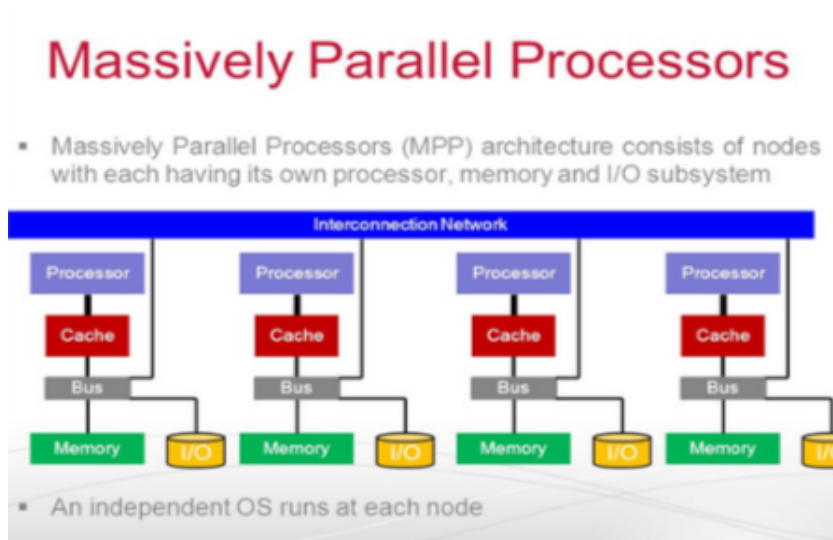 Massively Parallel Processors
▪ Massively Parallel Processors (MPP) architecture consists of nodes
with each having its own processor, memory and I/O subsystem
Interconnection Network
Processor Processor Processor Processor
Cache Cache Cache Cache
Bus Bus Bus Bus
Memory I/O Memory I/O Memory I/O Memory I/O
▪ An independent OS runs at each node